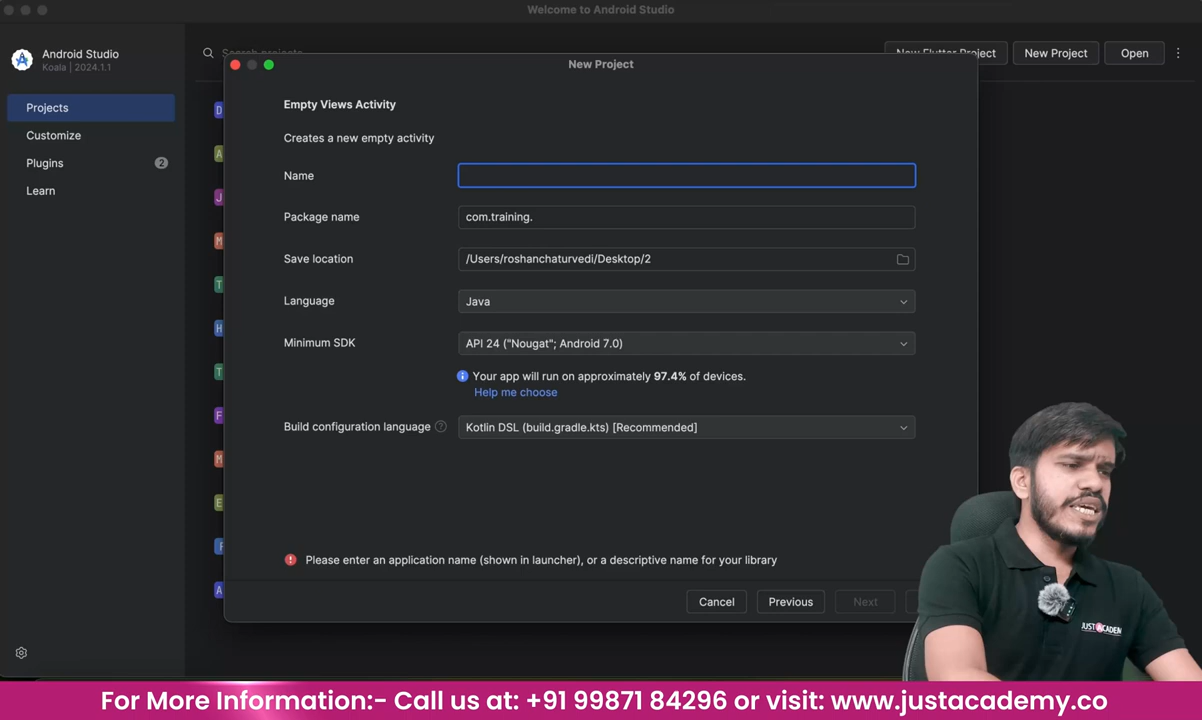 Welcome to Android Studio
Android Studio
Koala | 2024.1.1
Search projects
New Flutter Project
New Project
Open
Projects
Customize
Plugins
2
Learn
D
A
J
M
T
H
T
F
M
E
F
A
New Project
Empty Views Activity
Creates a new empty activity
Name
Package name
com.training.
Save location
/Users/roshanchaturvedi/Desktop/2
Language
Java
Minimum SDK
API 24 ("Nougat"; Android 7.0)
Your app will run on approximately 97.4% of devices.
Help me choose
Build configuration language ?
Kotlin DSL (build.gradle.kts) [Recommended]
Please enter an application name (shown in launcher), or a descriptive name for your library
Cancel
Previous
Next
JUSTACADEMY
For More Information:- Call us at: +91 99871 84296 or visit: www.justacademy.co